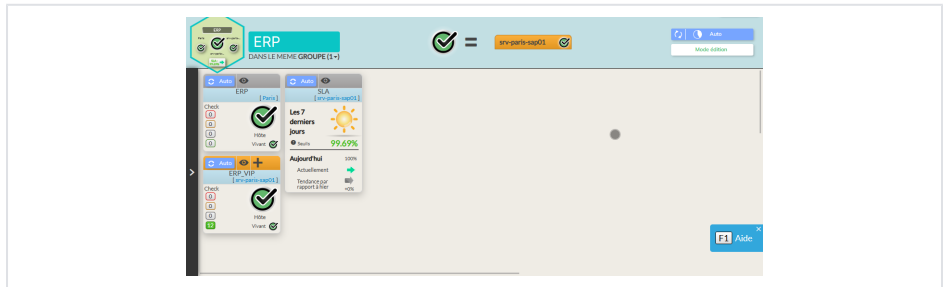 ERP
ERP
DANS LE MEME GROUPE (1
=
srv-paris-sap01
Auto
Mode édition
Auto
ERP
[ Paris ]
Check
0
0
0
0
Hôte
Vivant
Auto
SLA
[ srv-paris-sap01 ]
Les 7
derniers
jours
Seuils
99.69%
Aujourd'hui 100%
Actuellement
Tendance par
rapport à hier
+0%
Auto
ERP_VIP
[ srv-paris-sap01 ]
Check
0
0
0
Hôte
Vivant
F1 Aide